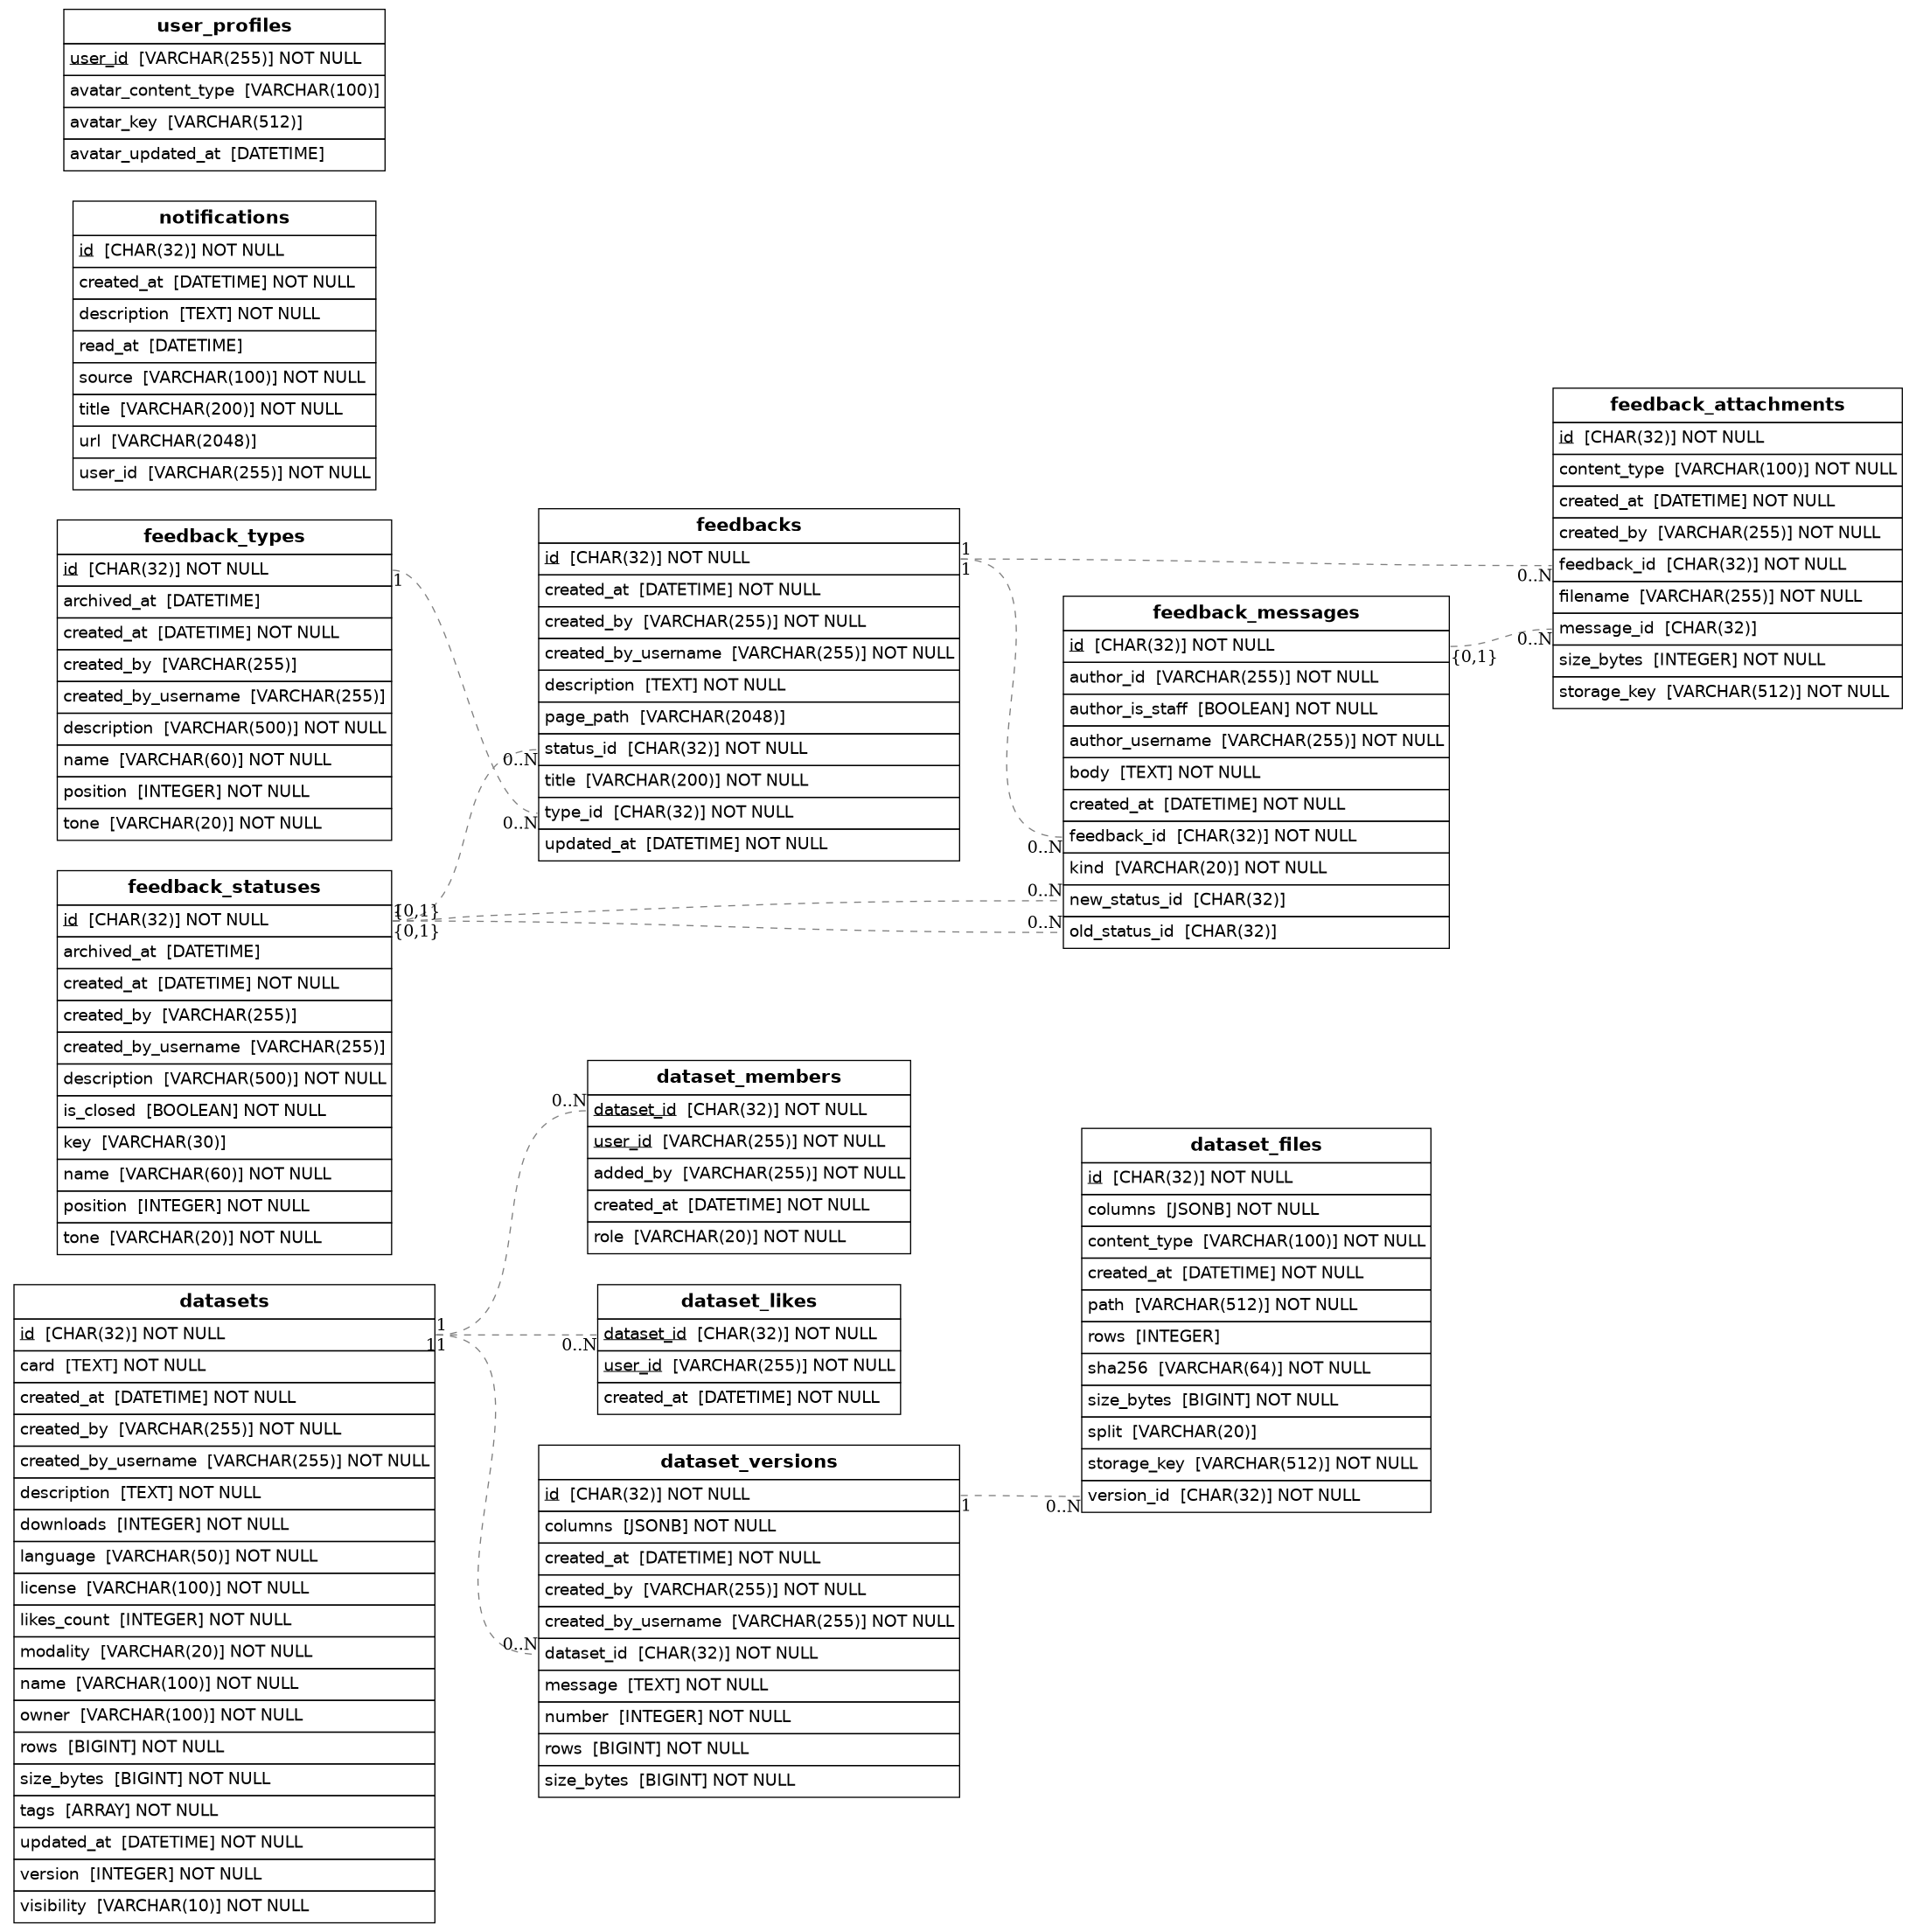 user_profiles
user_id [VARCHAR(255)] NOT NULL
avatar_content_type [VARCHAR(100)]
avatar_key [VARCHAR(512)]
avatar_updated_at [DATETIME]
notifications
id [CHAR(32)] NOT NULL
created_at [DATETIME] NOT NULL
description [TEXT] NOT NULL
read_at [DATETIME]
source [VARCHAR(100)] NOT NULL
title [VARCHAR(200)] NOT NULL
url [VARCHAR(2048)]
user_id [VARCHAR(255)] NOT NULL
feedback_types
id [CHAR(32)] NOT NULL
1
archived_at [DATETIME]
created_at [DATETIME] NOT NULL
created_by [VARCHAR(255)]
created_by_username [VARCHAR(255)]
description [VARCHAR(500)] NOT NULL
name [VARCHAR(60)] NOT NULL
position [INTEGER] NOT NULL
tone [VARCHAR(20)] NOT NULL
feedback_statuses
id [CHAR(32)] NOT NULL
1
{0,1}
{0,1}
archived_at [DATETIME]
created_at [DATETIME] NOT NULL
created_by [VARCHAR(255)]
created_by_username [VARCHAR(255)]
description [VARCHAR(500)] NOT NULL
is_closed [BOOLEAN] NOT NULL
key [VARCHAR(30)]
name [VARCHAR(60)] NOT NULL
position [INTEGER] NOT NULL
tone [VARCHAR(20)] NOT NULL
datasets
id [CHAR(32)] NOT NULL
1
1
1
card [TEXT] NOT NULL
created_at [DATETIME] NOT NULL
created_by [VARCHAR(255)] NOT NULL
created_by_username [VARCHAR(255)] NOT NULL
description [TEXT] NOT NULL
downloads [INTEGER] NOT NULL
language [VARCHAR(50)] NOT NULL
license [VARCHAR(100)] NOT NULL
likes_count [INTEGER] NOT NULL
modality [VARCHAR(20)] NOT NULL
name [VARCHAR(100)] NOT NULL
owner [VARCHAR(100)] NOT NULL
rows [BIGINT] NOT NULL
size_bytes [BIGINT] NOT NULL
tags [ARRAY] NOT NULL
updated_at [DATETIME] NOT NULL
version [INTEGER] NOT NULL
visibility [VARCHAR(10)] NOT NULL
feedbacks
id [CHAR(32)] NOT NULL
1
1
created_at [DATETIME] NOT NULL
created_by [VARCHAR(255)] NOT NULL
created_by_username [VARCHAR(255)] NOT NULL
description [TEXT] NOT NULL
page_path [VARCHAR(2048)]
0..N
status_id [CHAR(32)] NOT NULL
title [VARCHAR(200)] NOT NULL
0..N
type_id [CHAR(32)] NOT NULL
updated_at [DATETIME] NOT NULL
dataset_members
0..N
dataset_id [CHAR(32)] NOT NULL
user_id [VARCHAR(255)] NOT NULL
added_by [VARCHAR(255)] NOT NULL
created_at [DATETIME] NOT NULL
role [VARCHAR(20)] NOT NULL
dataset_likes
0..N
dataset_id [CHAR(32)] NOT NULL
user_id [VARCHAR(255)] NOT NULL
created_at [DATETIME] NOT NULL
dataset_versions
id [CHAR(32)] NOT NULL
1
columns [JSONB] NOT NULL
created_at [DATETIME] NOT NULL
created_by [VARCHAR(255)] NOT NULL
created_by_username [VARCHAR(255)] NOT NULL
0..N
dataset_id [CHAR(32)] NOT NULL
message [TEXT] NOT NULL
number [INTEGER] NOT NULL
rows [BIGINT] NOT NULL
size_bytes [BIGINT] NOT NULL
feedback_messages
id [CHAR(32)] NOT NULL
{0,1}
author_id [VARCHAR(255)] NOT NULL
author_is_staff [BOOLEAN] NOT NULL
author_username [VARCHAR(255)] NOT NULL
body [TEXT] NOT NULL
created_at [DATETIME] NOT NULL
0..N
feedback_id [CHAR(32)] NOT NULL
kind [VARCHAR(20)] NOT NULL
0..N
new_status_id [CHAR(32)]
0..N
old_status_id [CHAR(32)]
dataset_files
id [CHAR(32)] NOT NULL
columns [JSONB] NOT NULL
content_type [VARCHAR(100)] NOT NULL
created_at [DATETIME] NOT NULL
path [VARCHAR(512)] NOT NULL
rows [INTEGER]
sha256 [VARCHAR(64)] NOT NULL
size_bytes [BIGINT] NOT NULL
split [VARCHAR(20)]
storage_key [VARCHAR(512)] NOT NULL
0..N
version_id [CHAR(32)] NOT NULL
feedback_attachments
id [CHAR(32)] NOT NULL
content_type [VARCHAR(100)] NOT NULL
created_at [DATETIME] NOT NULL
created_by [VARCHAR(255)] NOT NULL
0..N
feedback_id [CHAR(32)] NOT NULL
filename [VARCHAR(255)] NOT NULL
0..N
message_id [CHAR(32)]
size_bytes [INTEGER] NOT NULL
storage_key [VARCHAR(512)] NOT NULL